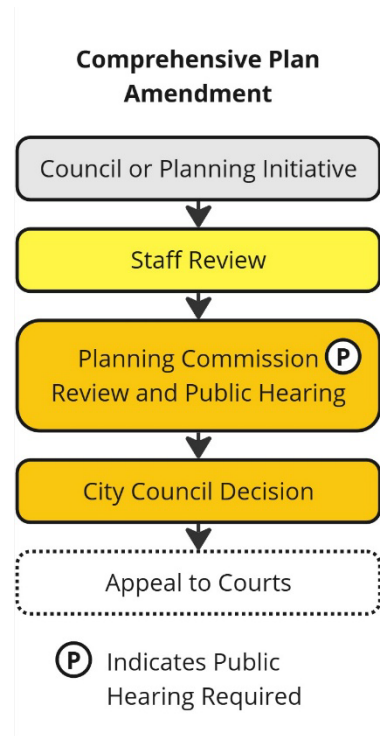 Comprehensive Plan
Amendment
Council or Planning Initiative
Staff Review
Planning Commission P
Review and Public Hearing
City Council Decision
Appeal to Courts
P Indicates Public
Hearing Required